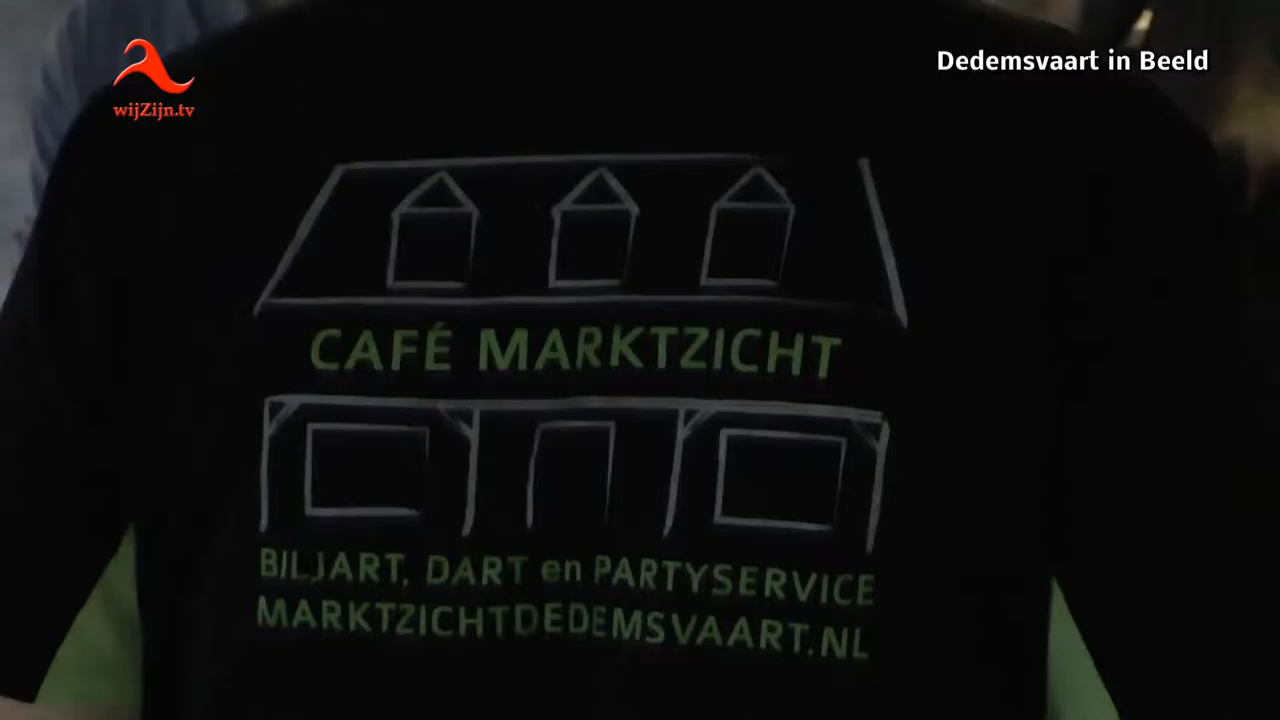 wijZijn.tv
Dedemsvaart in Beeld
CAFÉ MARKTZICHT
BILJART, DART en PARTYSERVICE
MARKTZICHTDEDEMSVAART.NL